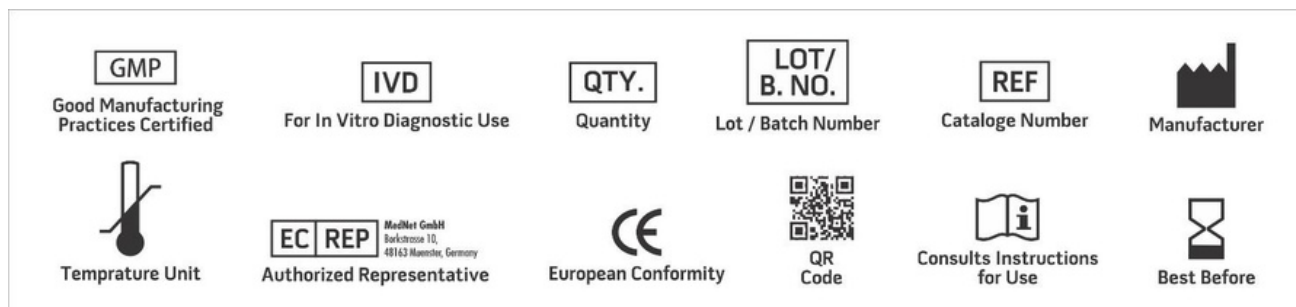 GMP
Good Manufacturing
Practices Certified
IVD
For In Vitro Diagnostic Use
QTY.
Quantity
LOT/
B. NO.
Lot / Batch Number
REF
Cataloge Number
Manufacturer
Temprature Unit
EC REP
MedNet GmbH
Borkstrasse 10,
48163 Muenster, Germany
Authorized Representative
CE
European Conformity
QR
Code
i
Consults Instructions
for Use
Best Before